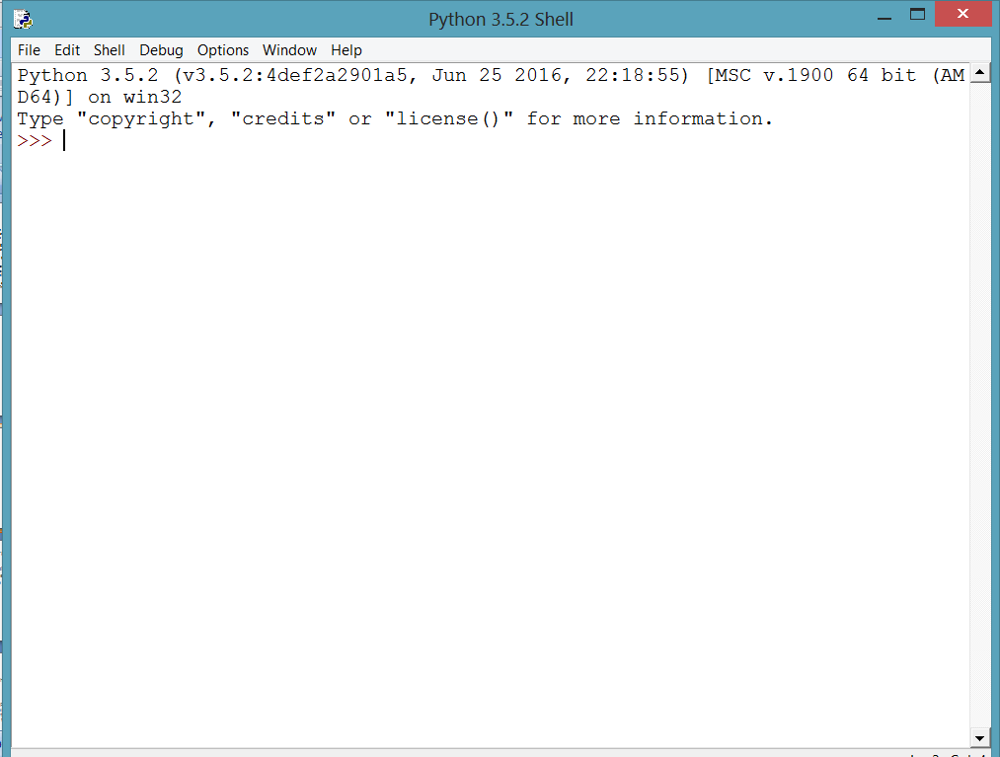 Python 3.5.2 Shell
File Edit Shell Debug Options Window Help
Python 3.5.2 (v3.5.2:4def2a2901a5, Jun 25 2016, 22:18:55) [MSC v.1900 64 bit (AM
D64)] on win32
Type "copyright", "credits" or "license()" for more information.
>>>